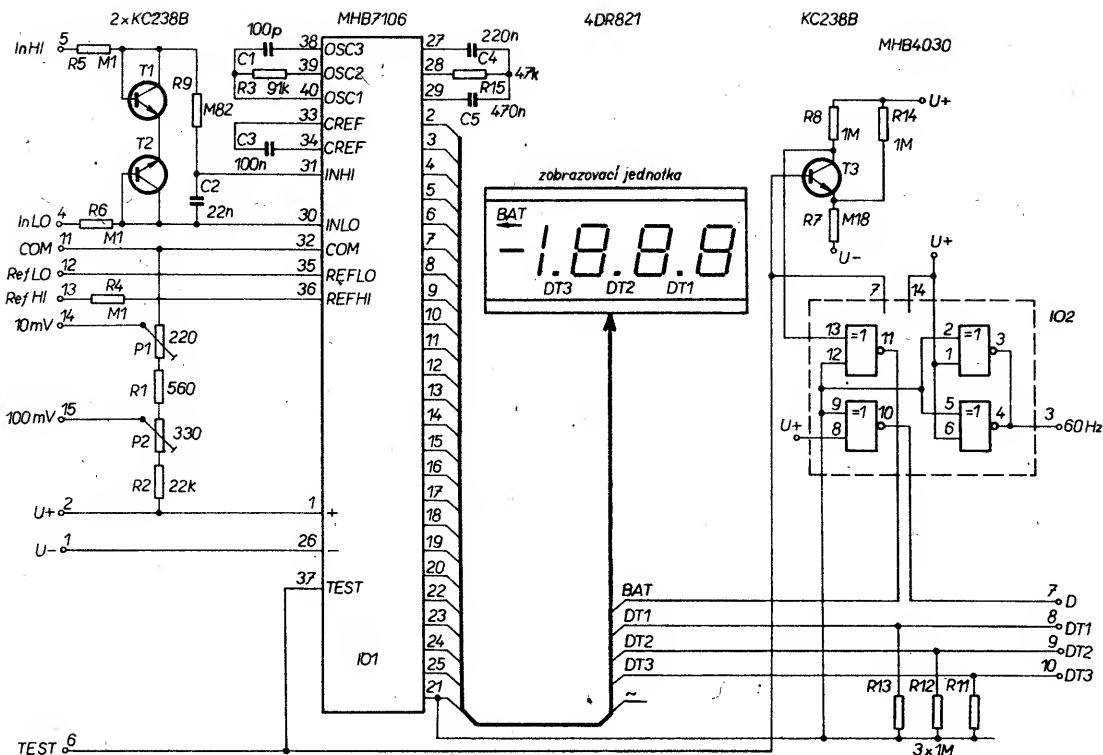 2xKC238B
MHB7106
4DR821
KC238B
MHB4030
InHI 5
R5 M1
T1
R9
M82
T2
C2
22n
InLO 4
R6
M1
COM 11
RefLO 12
RefHI 13
R4
M1
10mV 14
P1 220
R1 560
100mV 15
P2 330
R2 22k
U+ 2
U- 1
TEST 6
100p
C1
R3 91k
C3
100n
38 OSC3
39 OSC2
40 OSC1
33 CREF
34 CREF
31 INHI
30 INLO
32 COM
35 REFLO
36 REFHI
1 +
26 -
37 TEST
IO1
27
28
29
2
3
4
5
6
7
8
9
10
11
12
13
14
15
16
17
18
19
20
22
23
24
25
21
220n
C4
R15
47k
C5
470n
zobrazovací jednotka
BAT
-1.8.8.8
DT3 DT2 DT1
U+
R8
1M
R14
1M
T3
R7 M18
U-
U+
7 14
IO2
13
12
=1
11
2
1
=1
3
9
8
=1
10
5
6
=1
4
U+
3
60Hz
BAT
DT1
DT2
DT3
~
7 D
8 DT1
9 DT2
10 DT3
R13 R12 R11
3x1M